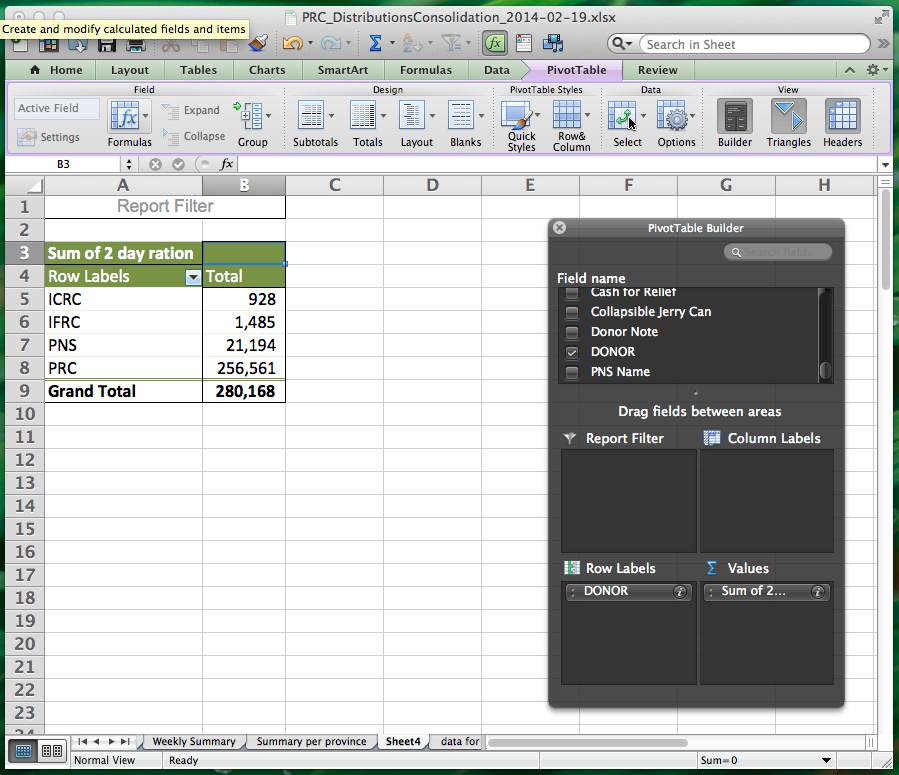 Create and modify calculated fields and items
PRC_DistributionsConsolidation_2014-02-19.xlsx
Search in Sheet
Home Layout Tables Charts SmartArt Formulas Data PivotTable Review
Field Design PivotTable Styles Data View
Active Field
Settings
Formulas
Expand
Collapse
Group
Subtotals Totals Layout Blanks
Quick Styles
Row& Column
Select Options
Builder Triangles Headers
B3 fx
A B C D E F G H
1 Report Filter
2
3 Sum of 2 day ration
4 Row Labels Total
5 ICRC 928
6 IFRC 1,485
7 PNS 21,194
8 PRC 256,561
9 Grand Total 280,168
10
11
12
13
14
15
16
17
18
19
20
21
22
23
24
PivotTable Builder
Search fields...
Field name
Cash for Relief
Collapsible Jerry Can
Donor Note
DONOR
PNS Name
Drag fields between areas
Report Filter Column Labels
Row Labels Values
DONOR Sum of 2...
Weekly Summary Summary per province Sheet4 data for
Normal View Ready Sum=0